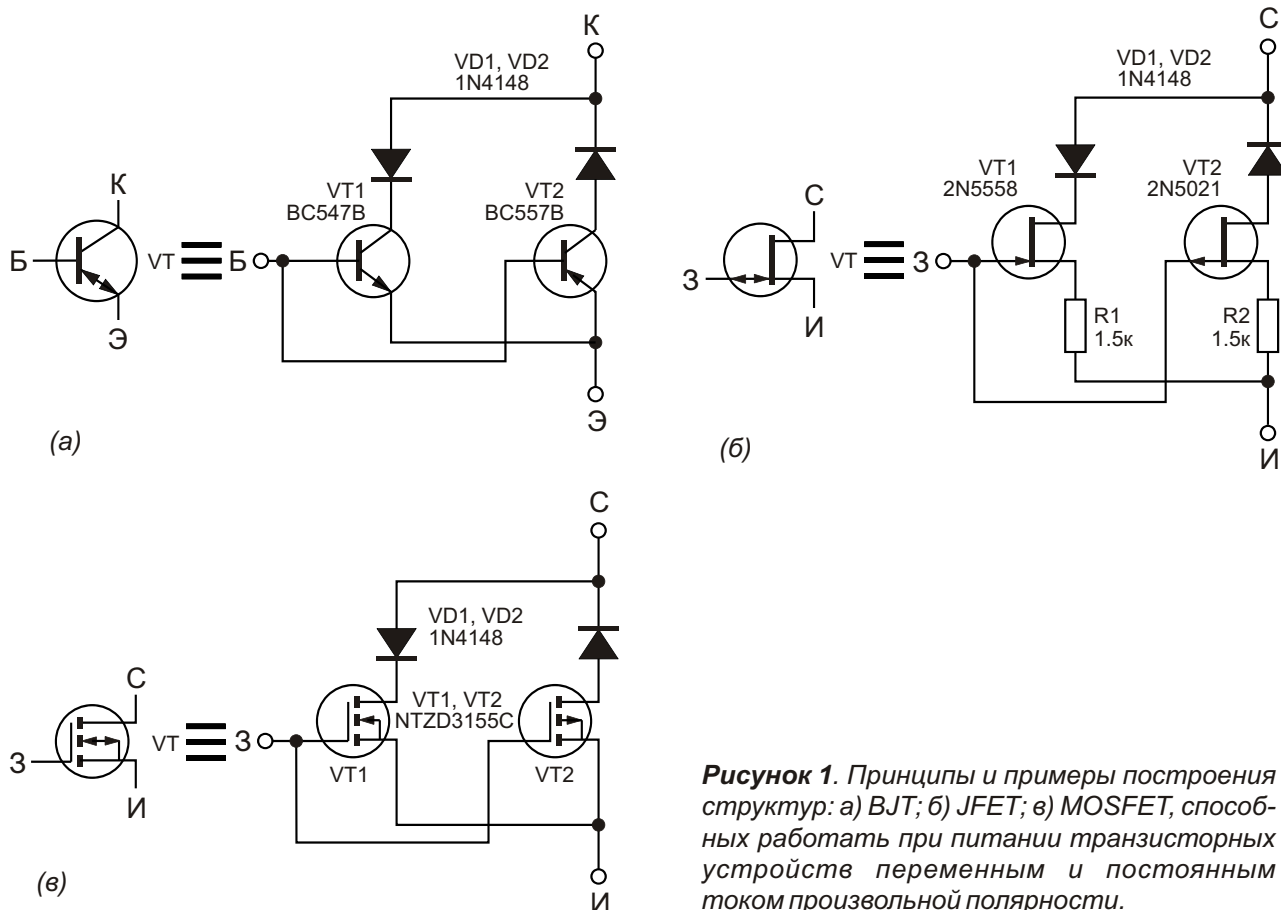 К
VD1, VD2
1N4148
К
Б
Э
VT
Б
VT1
BC547B
VT2
BC557B
Э
(а)
С
VD1, VD2
1N4148
С
З
И
VT
З
VT1
2N5558
VT2
2N5021
R1
1.5к
R2
1.5к
И
(б)
С
VD1, VD2
1N4148
С
З
И
VT
З
VT1, VT2
NTZD3155C
VT1
VT2
И
(в)
Рисунок 1. Принципы и примеры построения
структур: а) BJT; б) JFET; в) MOSFET, способ-
ных работать при питании транзисторных
устройств переменным и постоянным
током произвольной полярности.